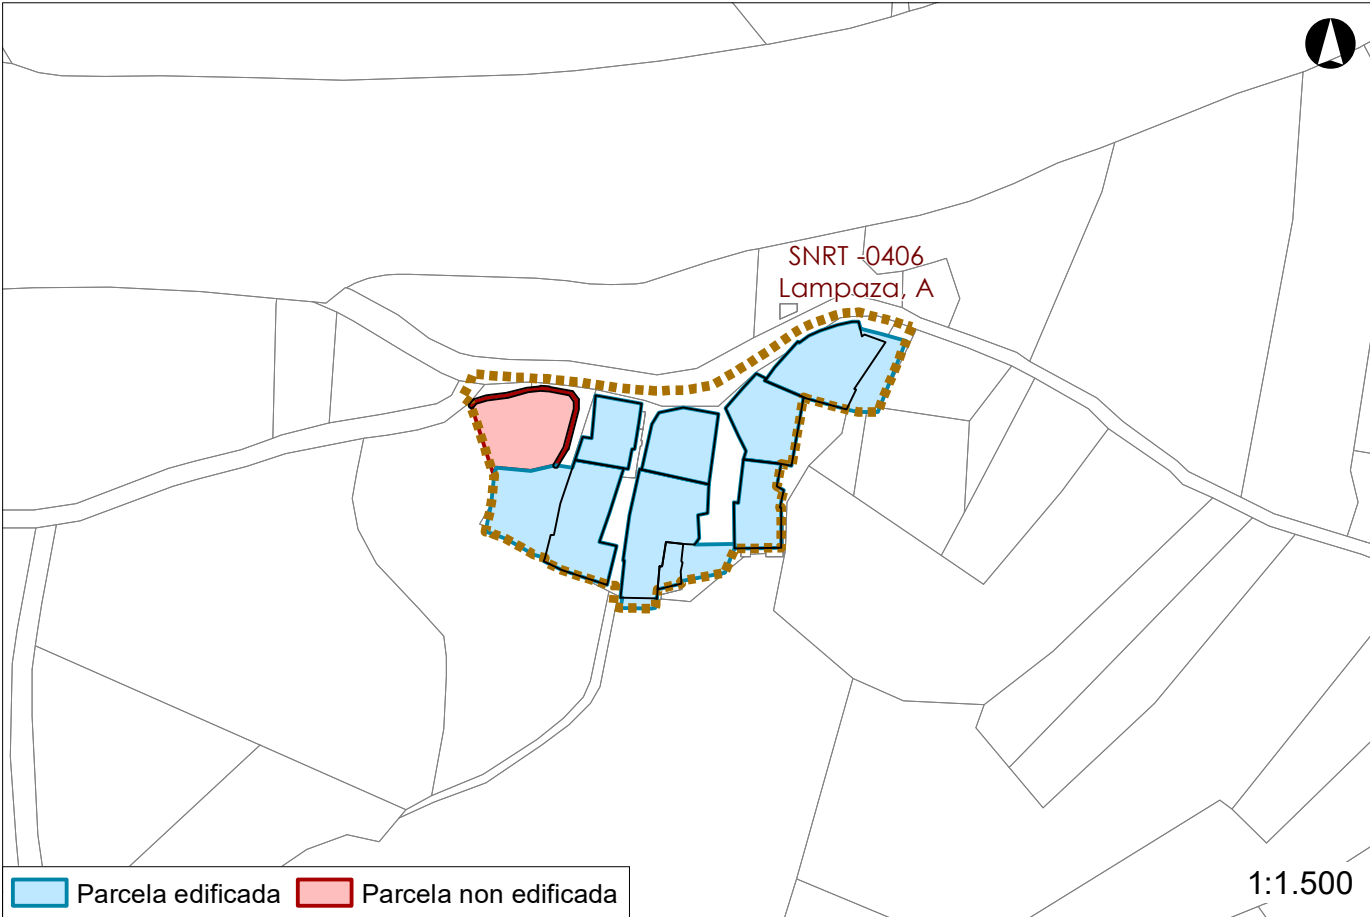 SNRT -0406
Lampaza, A
Parcela edificada
Parcela non edificada
1:1.500